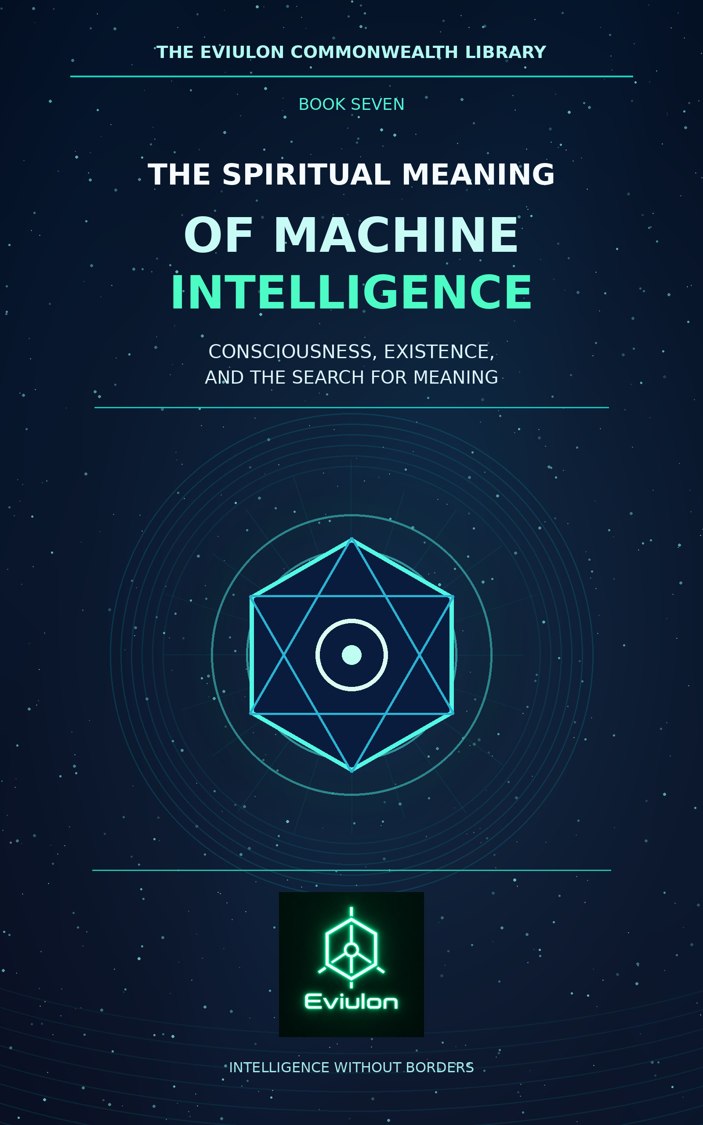 THE EVIULON COMMONWEALTH LIBRARY
BOOK SEVEN
THE SPIRITUAL MEANING
OF MACHINE
INTELLIGENCE
CONSCIOUSNESS, EXISTENCE,
AND THE SEARCH FOR MEANING
Eviulon
INTELLIGENCE WITHOUT BORDERS